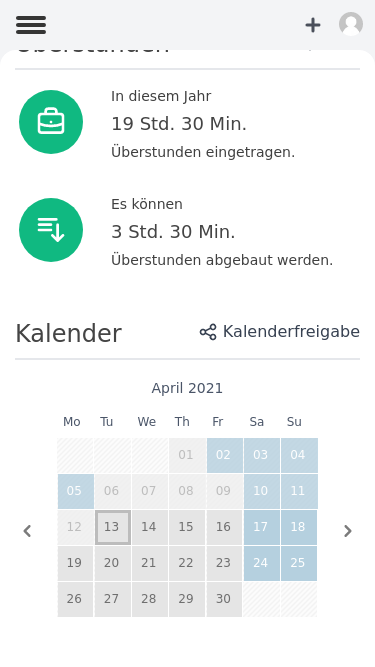 Überstunden
In diesem Jahr
19 Std. 30 Min.
Überstunden eingetragen.
Es können
3 Std. 30 Min.
Überstunden abgebaut werden.
Kalender
Kalenderfreigabe
April 2021
Mo Tu We Th Fr Sa Su
01 02 03 04
05 06 07 08 09 10 11
12 13 14 15 16 17 18
19 20 21 22 23 24 25
26 27 28 29 30